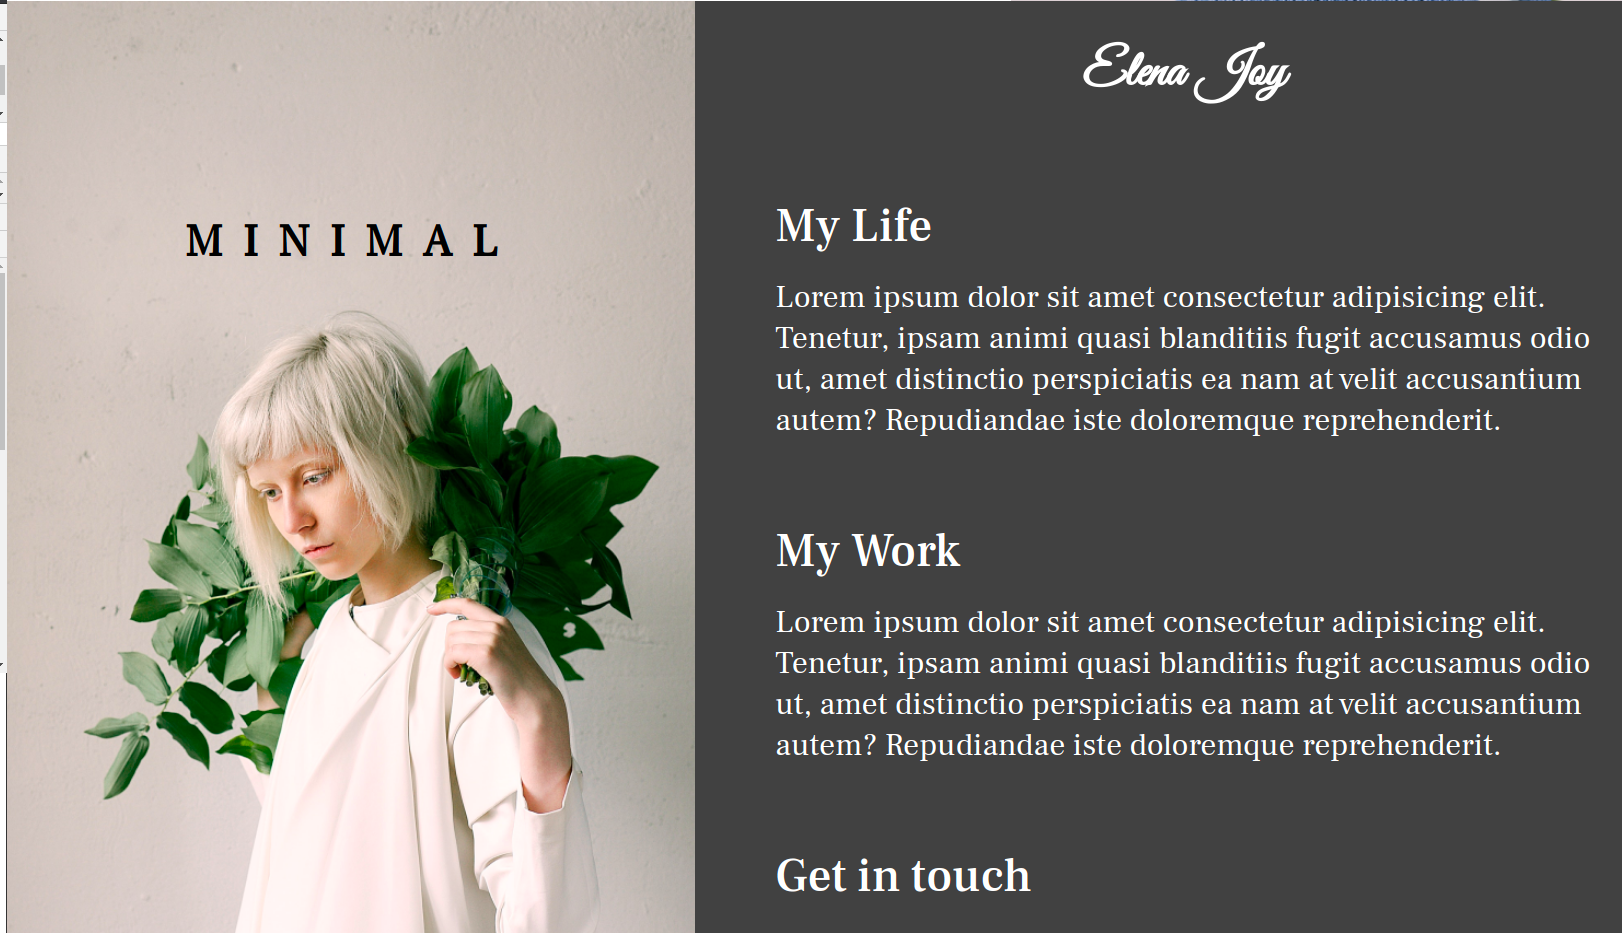 MINIMAL
Elena Joy
My Life
Lorem ipsum dolor sit amet consectetur adipisicing elit.
Tenetur, ipsam animi quasi blanditiis fugit accusamus odio
ut, amet distinctio perspiciatis ea nam at velit accusantium
autem? Repudiandae iste doloremque reprehenderit.
My Work
Lorem ipsum dolor sit amet consectetur adipisicing elit.
Tenetur, ipsam animi quasi blanditiis fugit accusamus odio
ut, amet distinctio perspiciatis ea nam at velit accusantium
autem? Repudiandae iste doloremque reprehenderit.
Get in touch